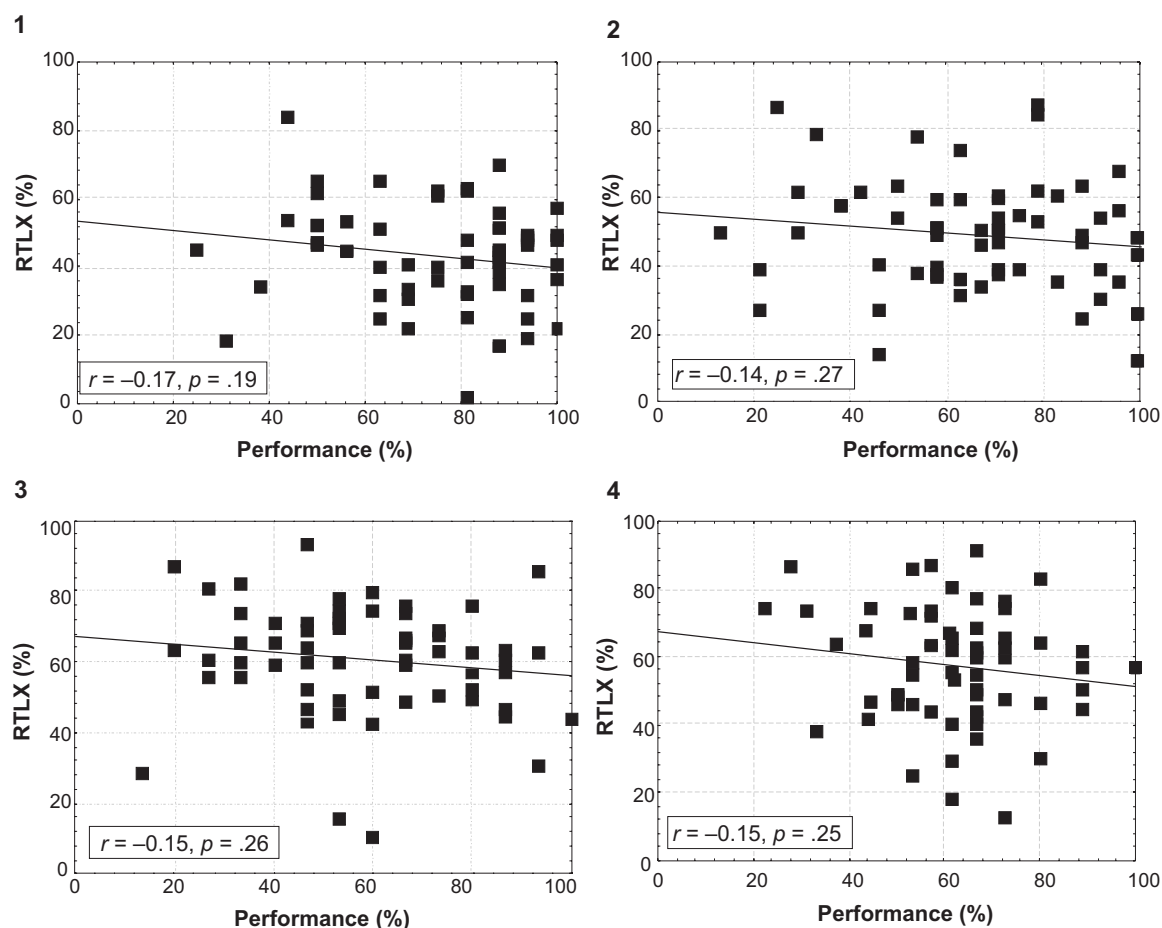 1
100
80
60
40
20
0
RTLX (%)
r = –0.17, p = .19
0 20 40 60 80 100
Performance (%)
2
100
80
60
40
20
0
RTLX (%)
r = –0.14, p = .27
0 20 40 60 80 100
Performance (%)
3
100
80
60
40
20
0
RTLX (%)
r = –0.15, p = .26
0 20 40 60 80 100
Performance (%)
4
100
80
60
40
20
0
RTLX (%)
r = –0.15, p = .25
0 20 40 60 80 100
Performance (%)